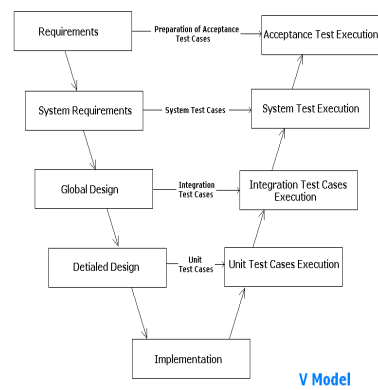 Requirements
Preparation of Acceptance
Test Cases
Acceptance Test Execution
System Requirements
System Test Cases
System Test Execution
Global Design
Integration
Test Cases
Integration Test Cases
Execution
Detialed Design
Unit
Test Cases
Unit Test Cases Execution
Implementation
V Model